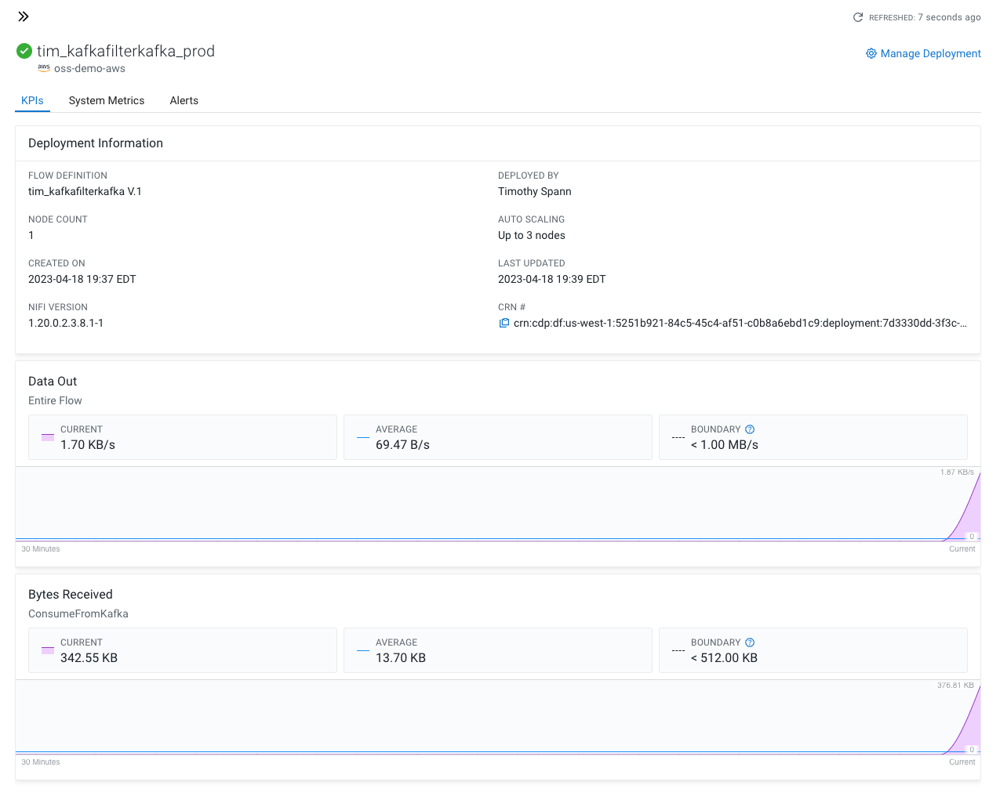 REFRESHED: 7 seconds ago
tim_kafkafilterkafka_prod
aws oss-demo-aws
Manage Deployment
KPIs System Metrics Alerts
Deployment Information
FLOW DEFINITION DEPLOYED BY
tim_kafkafilterkafka V.1 Timothy Spann
NODE COUNT AUTO SCALING
1 Up to 3 nodes
CREATED ON LAST UPDATED
2023-04-18 19:37 EDT 2023-04-18 19:39 EDT
NIFI VERSION CRN #
1.20.0.2.3.8.1-1 crn:cdp:df:us-west-1:5251b921-84c5-45c4-af51-c0b8a6ebd1c9:deployment:7d3330dd-3f3c-...
Data Out
Entire Flow
CURRENT AVERAGE BOUNDARY ?
1.70 KB/s 69.47 B/s < 1.00 MB/s
1.87 KB/s
0
30 Minutes Current
Bytes Received
ConsumeFromKafka
CURRENT AVERAGE BOUNDARY ?
342.55 KB 13.70 KB < 512.00 KB
376.81 KB
0
30 Minutes Current